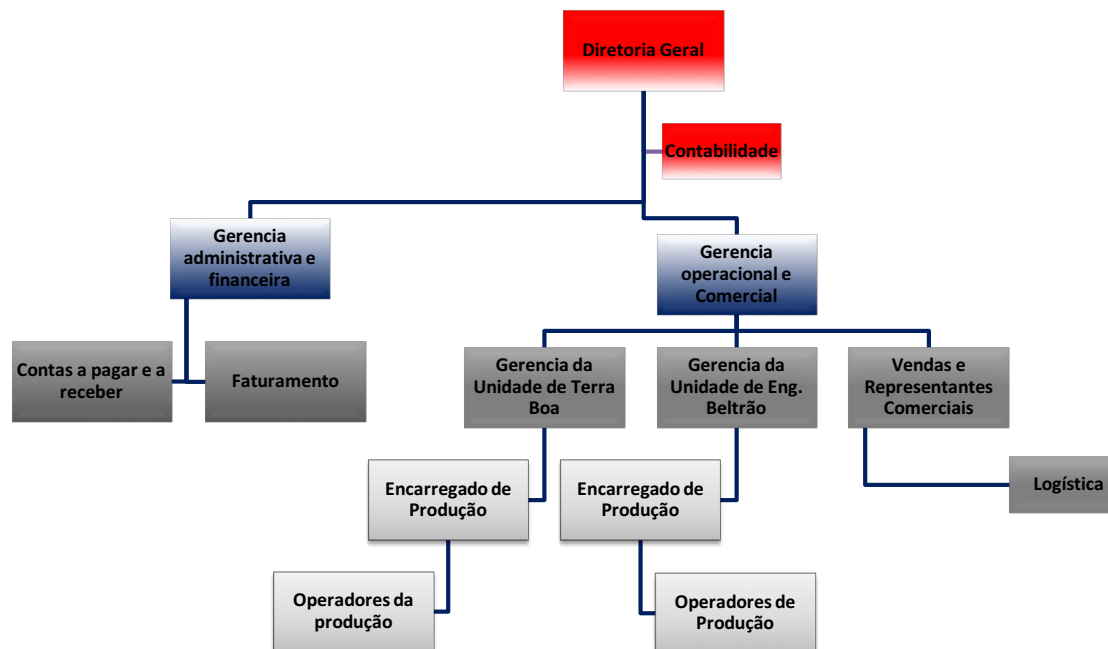 Diretoria Geral
Contabilidade
Gerencia
administrativa e
financeira
Gerencia
operacional e
Comercial
Contas a pagar e a
receber
Faturamento
Gerencia da
Unidade de Terra
Boa
Gerencia da
Unidade de Eng.
Beltrão
Vendas e
Representantes
Comerciais
Encarregado de
Produção
Encarregado de
Produção
Logística
Operadores da
produção
Operadores de
Produção